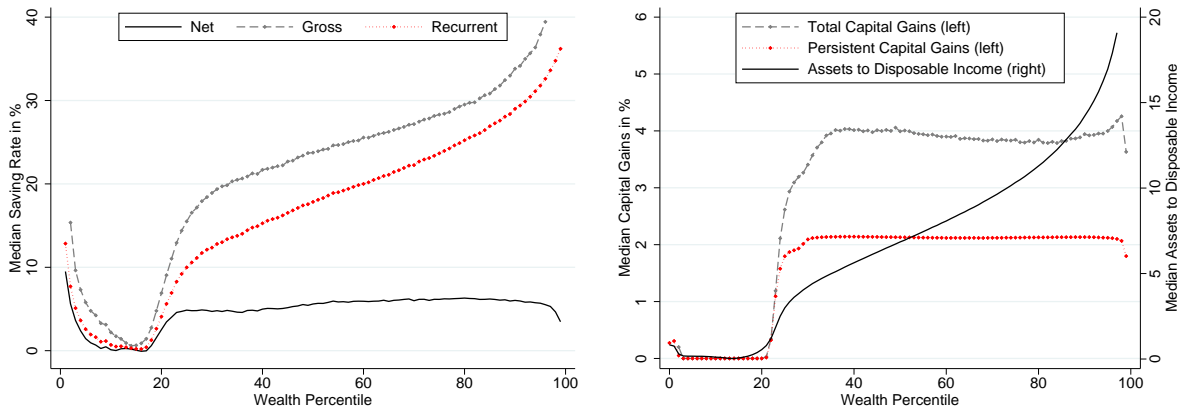 Net Gross Recurrent
Median Saving Rate in %
0 10 20 30 40
0 20 40 60 80 100
Wealth Percentile
Total Capital Gains (left)
Persistent Capital Gains (left)
Assets to Disposable Income (right)
Median Capital Gains in %
0 1 2 3 4 5 6
Median Assets to Disposable Income
0 5 10 15 20
0 20 40 60 80 100
Wealth Percentile